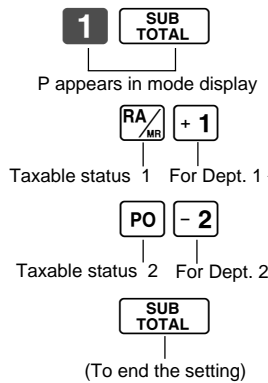 1 SUB TOTAL
P appears in mode display
RA/MR + 1
Taxable status 1 For Dept. 1
PO - 2
Taxable status 2 For Dept. 2
SUB TOTAL
(To end the setting)